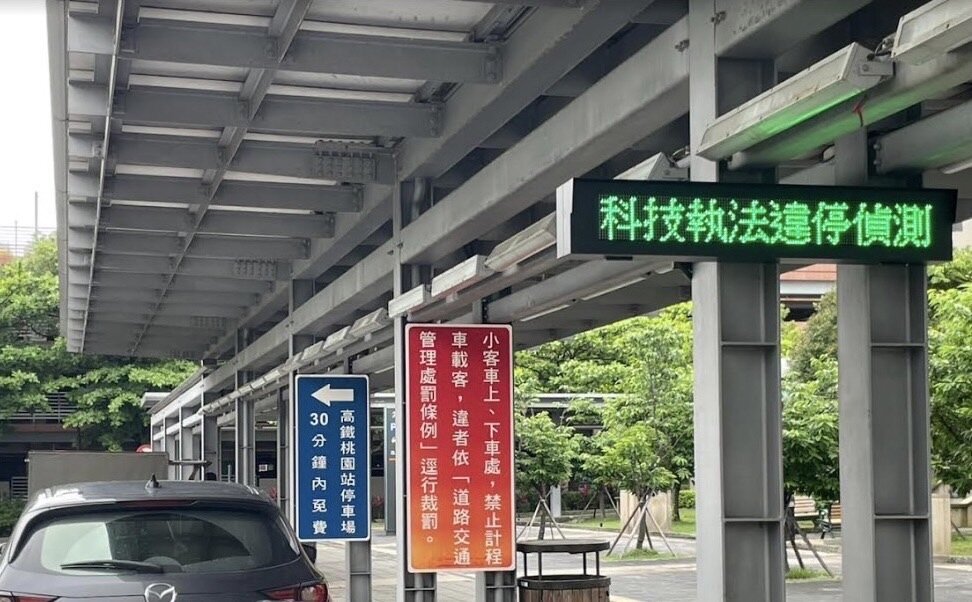 科技執法違停偵測
小客車上、下車處，禁止計程
車載客，違者依「道路交通
管理處罰條例」逕行裁罰。
高鐵桃園站停車場
30分鐘內免費